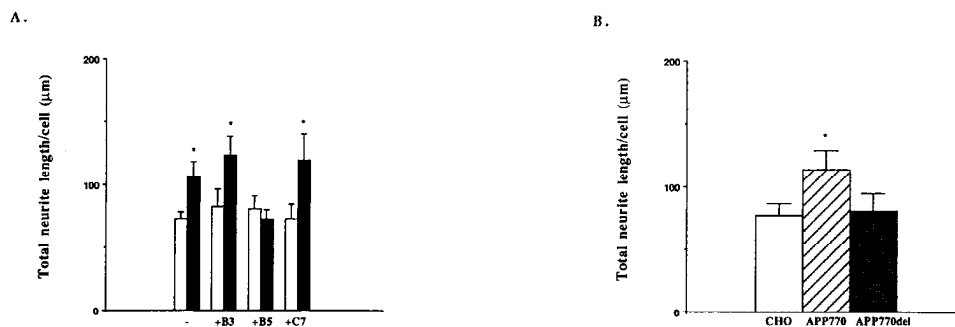 A.
Total neurite length/cell (μm)
200
100
0
*
*
*
- +B3 +B5 +C7
B.
Total neurite length/cell (μm)
200
100
0
*
CHO APP770 APP770del